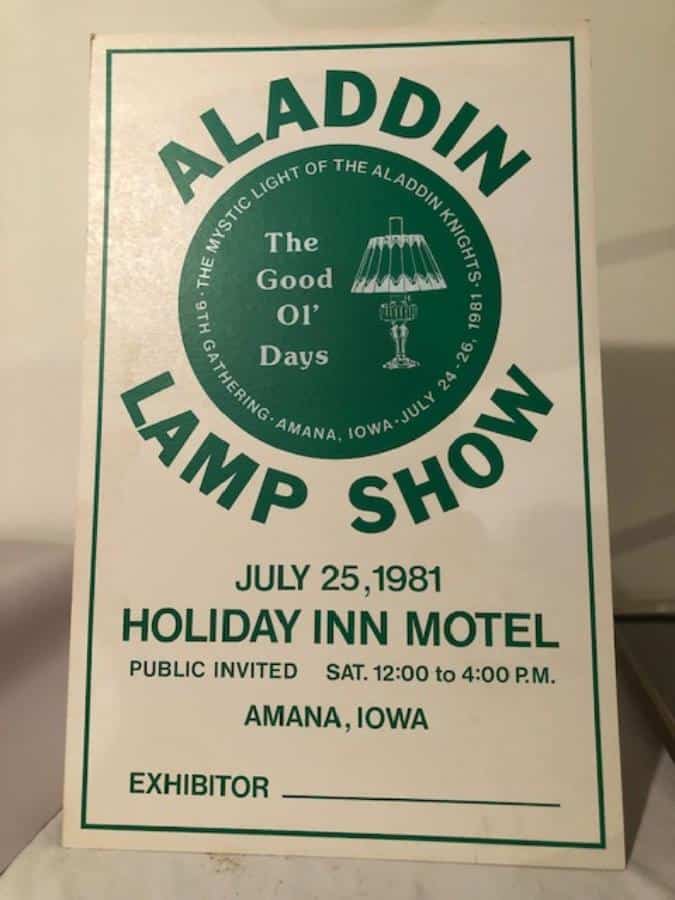 ALADDIN
THE MYSTIC LIGHT OF THE ALADDIN KNIGHTS · JULY 24-26, 1981 · AMANA, IOWA · 9TH GATHERING ·
The
Good
Ol'
Days
LAMP SHOW
JULY 25, 1981
HOLIDAY INN MOTEL
PUBLIC INVITED SAT. 12:00 to 4:00 P.M.
AMANA, IOWA
EXHIBITOR